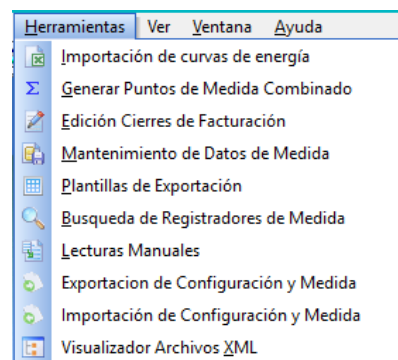 Herramientas Ver Ventana Ayuda
Importación de curvas de energía
Generar Puntos de Medida Combinado
Edición Cierres de Facturación
Mantenimiento de Datos de Medida
Plantillas de Exportación
Busqueda de Registradores de Medida
Lecturas Manuales
Exportacion de Configuración y Medida
Importación de Configuración y Medida
Visualizador Archivos XML